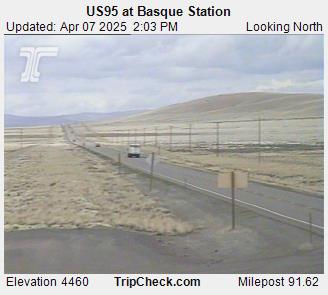 US95 at Basque Station
Updated: Apr 07 2025 2:03 PM Looking North
Elevation 4460 TripCheck.com Milepost 91.62